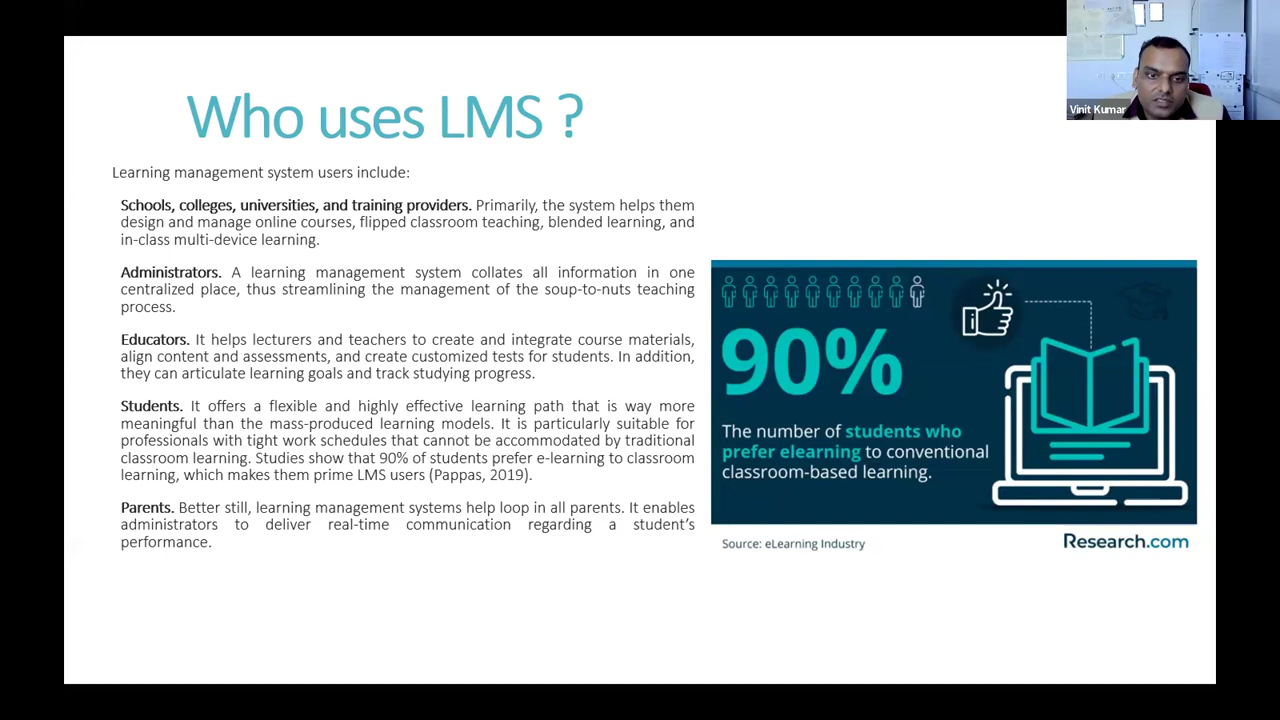 Who uses LMS ?
Learning management system users include:
Schools, colleges, universities, and training providers. Primarily, the system helps them
design and manage online courses, flipped classroom teaching, blended learning, and
in-class multi-device learning.
Administrators. A learning management system collates all information in one
centralized place, thus streamlining the management of the soup-to-nuts teaching
process.
Educators. It helps lecturers and teachers to create and integrate course materials,
align content and assessments, and create customized tests for students. In addition,
they can articulate learning goals and track studying progress.
Students. It offers a flexible and highly effective learning path that is way more
meaningful than the mass-produced learning models. It is particularly suitable for
professionals with tight work schedules that cannot be accommodated by traditional
classroom learning. Studies show that 90% of students prefer e-learning to classroom
learning, which makes them prime LMS users (Pappas, 2019).
Parents. Better still, learning management systems help loop in all parents. It enables
administrators to deliver real-time communication regarding a student's
performance.
90%
The number of students who
prefer elearning to conventional
classroom-based learning.
Source: eLearning Industry
Research.com
Vinit Kumar